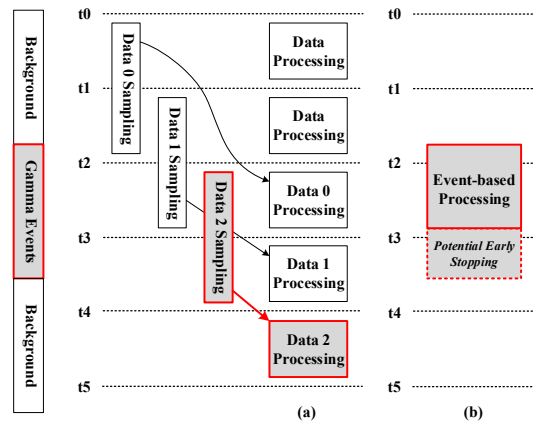 Background
Gamma Events
Background
t0
t1
t2
t3
t4
t5
Data 0 Sampling
Data 1 Sampling
Data 2 Sampling
Data
Processing
Data
Processing
Data 0
Processing
Data 1
Processing
Data 2
Processing
(a)
t0
t1
t2
t3
t4
t5
Event-based
Processing
Potential Early
Stopping
(b)